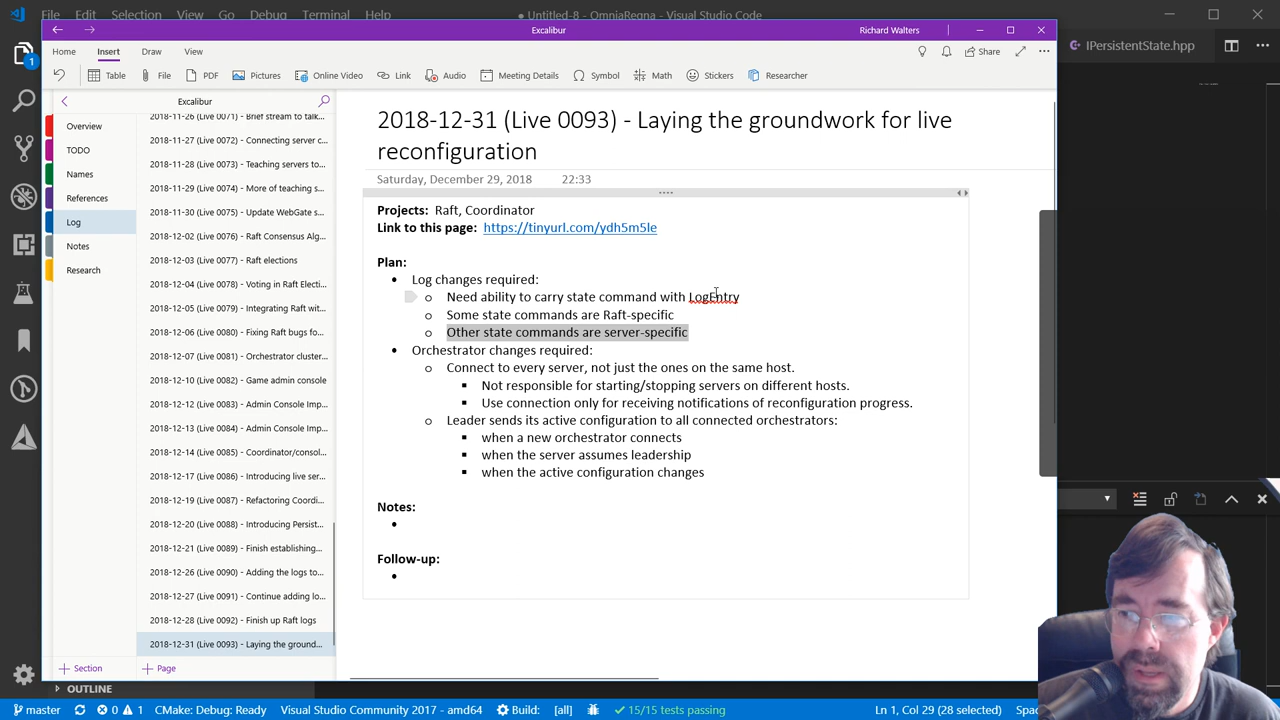 File Edit Selection View Go Debug Terminal Help
● Untitled-8 - OmniaRegna - Visual Studio Code
Excalibur
Richard Walters
Home Insert Draw View
Share
Table File PDF Pictures Online Video Link Audio Meeting Details Symbol Math Stickers Researcher
IPersistentState.hpp
Excalibur
Overview
TODO
Names
References
Log
Notes
Research
2018-11-26 (Live 0071) - Brief stream to talk...
2018-11-27 (Live 0072) - Connecting server c...
2018-11-28 (Live 0073) - Teaching servers to...
2018-11-29 (Live 0074) - More of teaching s...
2018-11-30 (Live 0075) - Update WebGate s...
2018-12-02 (Live 0076) - Raft Consensus Alg...
2018-12-03 (Live 0077) - Raft elections
2018-12-04 (Live 0078) - Voting in Raft Electi...
2018-12-05 (Live 0079) - Integrating Raft wit...
2018-12-06 (Live 0080) - Fixing Raft bugs fo...
2018-12-07 (Live 0081) - Orchestrator cluster...
2018-12-10 (Live 0082) - Game admin console
2018-12-12 (Live 0083) - Admin Console Imp...
2018-12-13 (Live 0084) - Admin Console Imp...
2018-12-14 (Live 0085) - Coordinator/consol...
2018-12-17 (Live 0086) - Introducing live ser...
2018-12-19 (Live 0087) - Refactoring Coordi...
2018-12-20 (Live 0088) - Introducing Persist...
2018-12-21 (Live 0089) - Finish establishing...
2018-12-26 (Live 0090) - Adding the logs to...
2018-12-27 (Live 0091) - Continue adding lo...
2018-12-28 (Live 0092) - Finish up Raft logs
2018-12-31 (Live 0093) - Laying the ground...
Section
Page
2018-12-31 (Live 0093) - Laying the groundwork for live
reconfiguration
Saturday, December 29, 2018 22:33
Projects: Raft, Coordinator
Link to this page: https://tinyurl.com/ydh5m5le
Plan:
• Log changes required:
o Need ability to carry state command with LogEntry
o Some state commands are Raft-specific
o Other state commands are server-specific
• Orchestrator changes required:
o Connect to every server, not just the ones on the same host.
▪ Not responsible for starting/stopping servers on different hosts.
▪ Use connection only for receiving notifications of reconfiguration progress.
o Leader sends its active configuration to all connected orchestrators:
▪ when a new orchestrator connects
▪ when the server assumes leadership
▪ when the active configuration changes
Notes:
•
Follow-up:
•
OUTLINE
master 0 1 CMake: Debug: Ready Visual Studio Community 2017 - amd64 Build: [all] 15/15 tests passing Ln 1, Col 29 (28 selected)